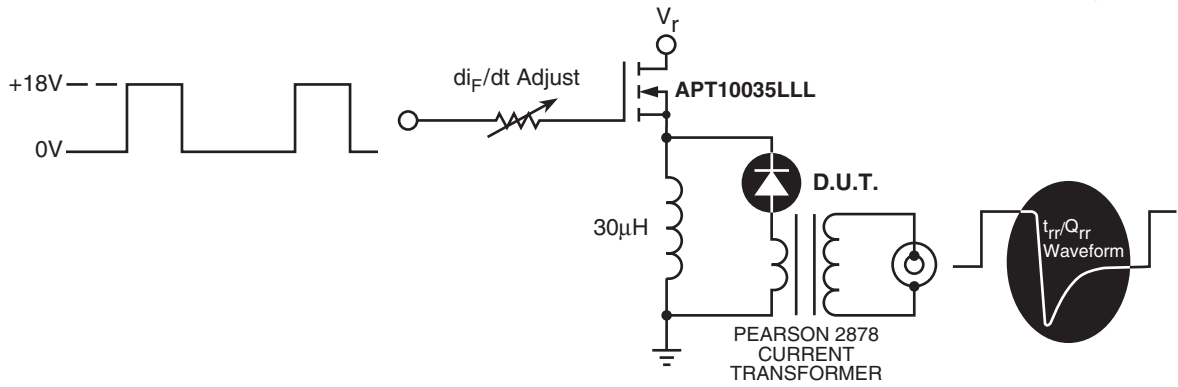 V_r
+18V
di_F/dt Adjust
APT10035LLL
0V
D.U.T.
30μH
t_rr/Q_rr
Waveform
PEARSON 2878
CURRENT
TRANSFORMER